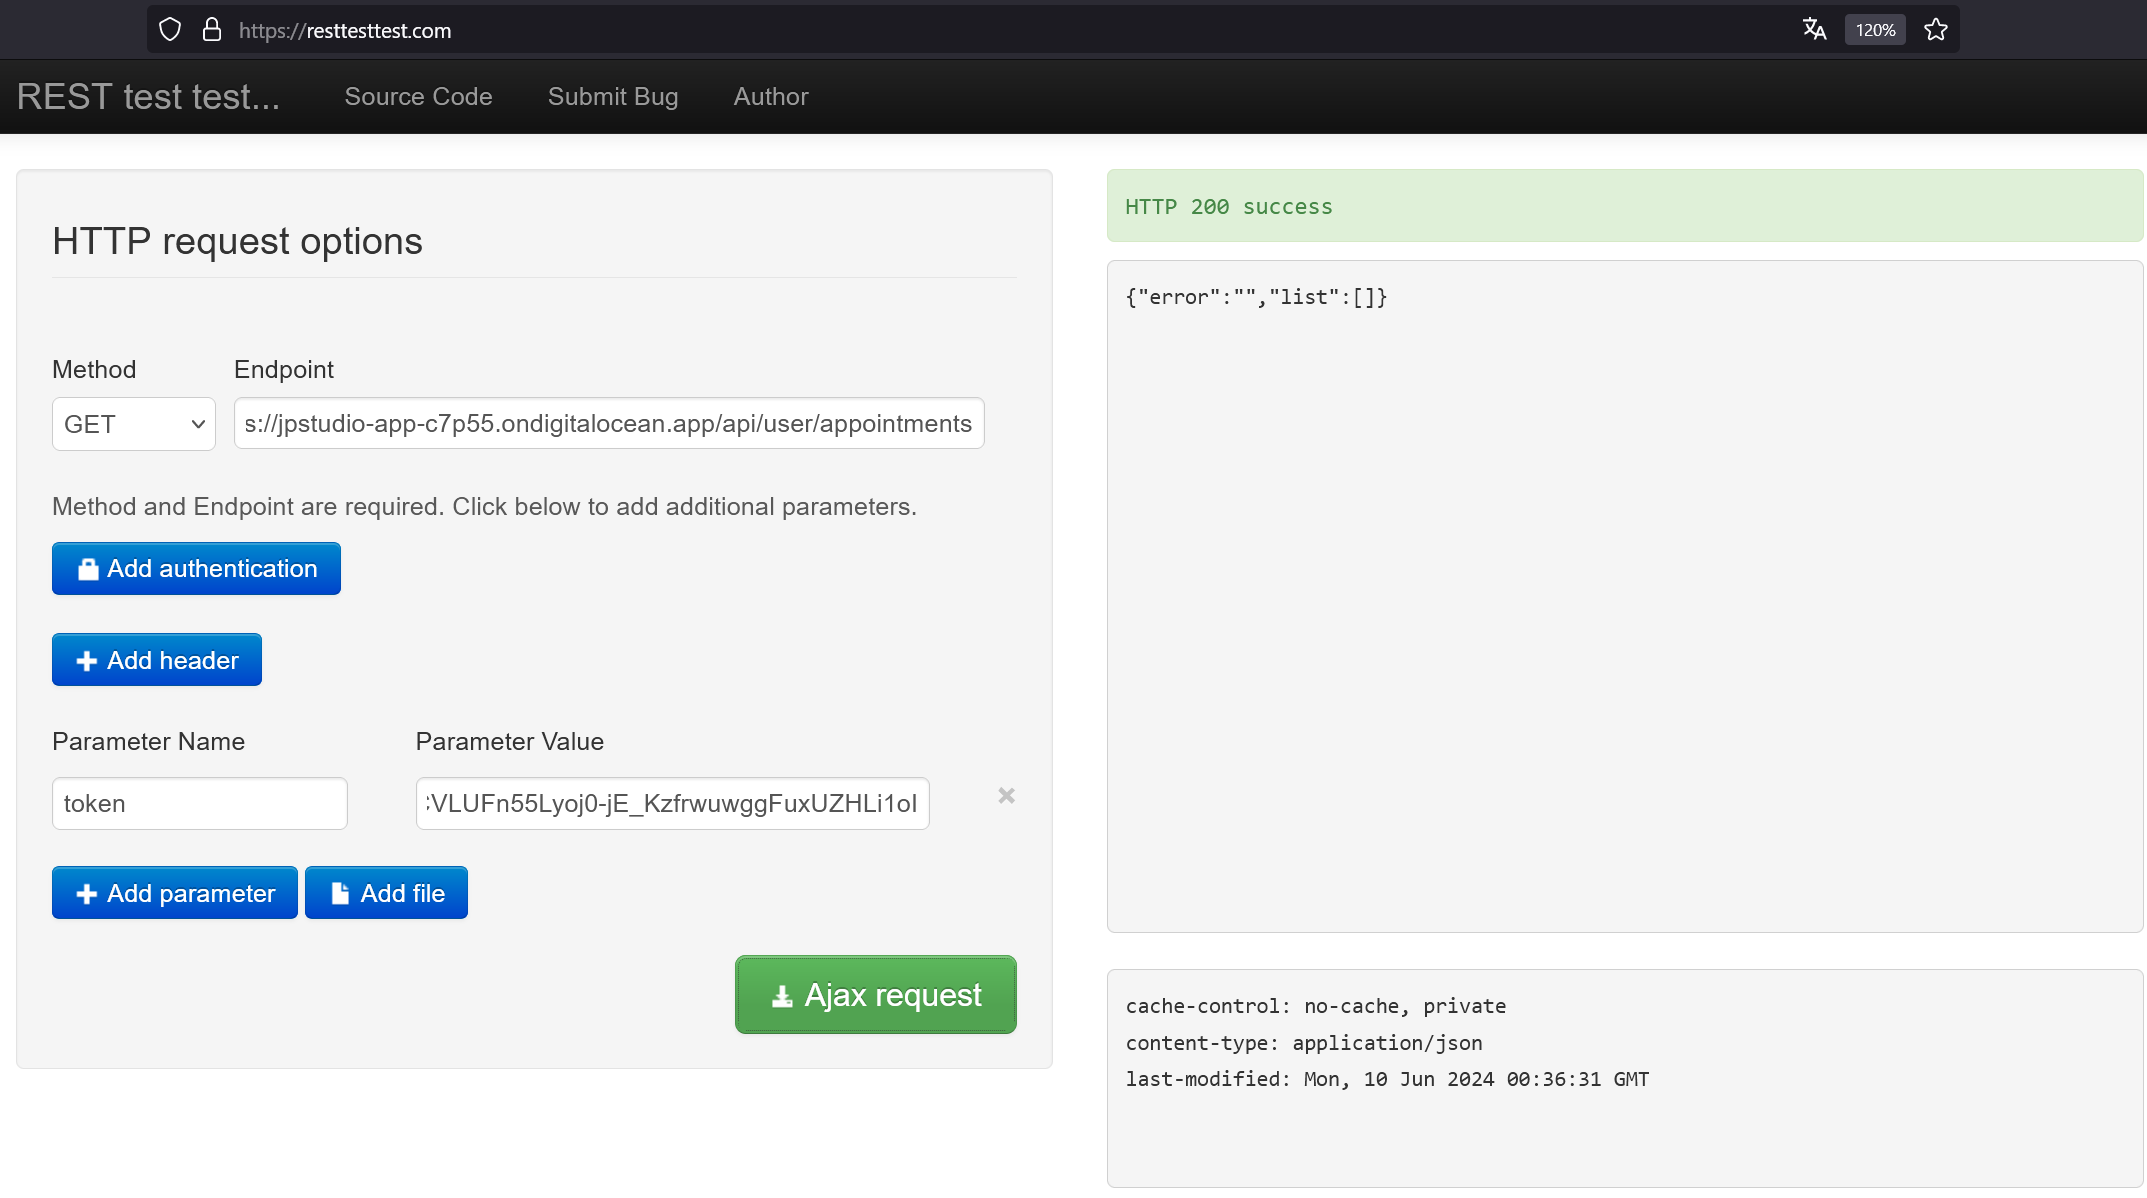 https://resttesttest.com
120%
REST test test...
Source Code
Submit Bug
Author
HTTP request options
Method
Endpoint
GET
s://jpstudio-app-c7p55.ondigitalocean.app/api/user/appointments
Method and Endpoint are required. Click below to add additional parameters.
Add authentication
Add header
Parameter Name
Parameter Value
token
VLUFn55Lyoj0-jE_KzfrwuwggFuxUZHLi1oI
Add parameter
Add file
Ajax request
HTTP 200 success
{"error":"","list":[]}
cache-control: no-cache, private
content-type: application/json
last-modified: Mon, 10 Jun 2024 00:36:31 GMT